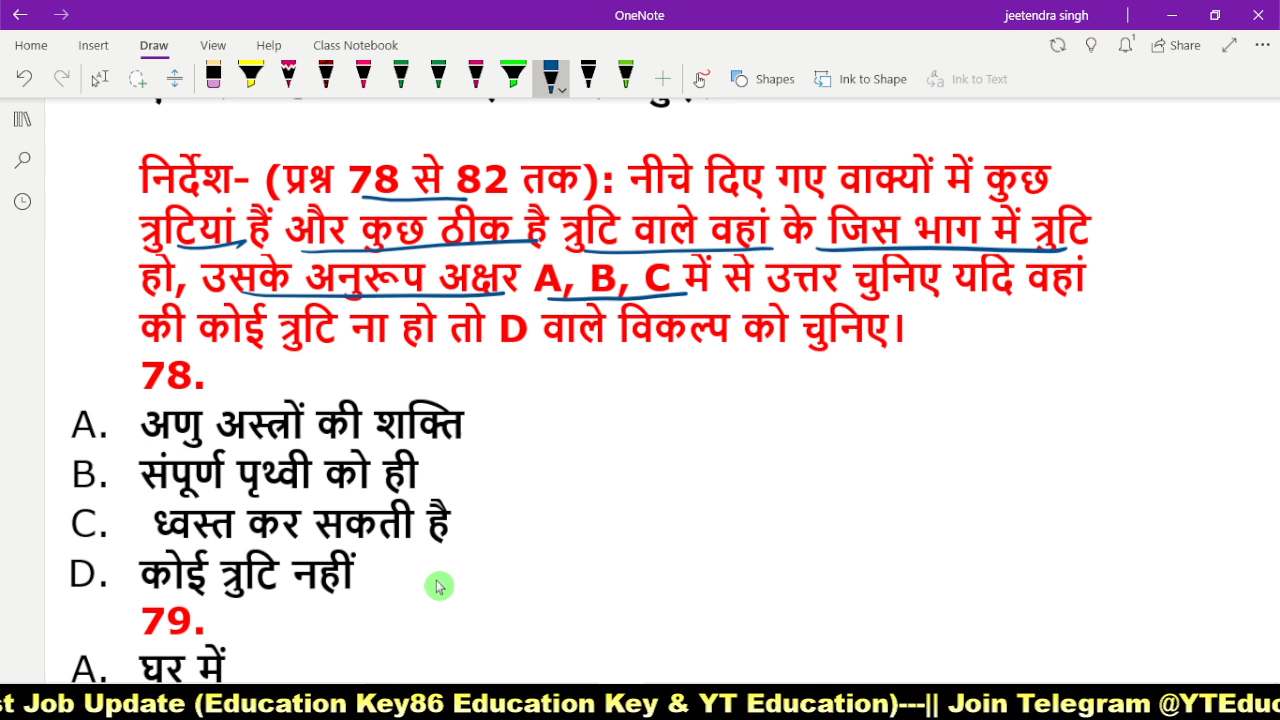 OneNote
jeetendra singh
Home Insert Draw View Help Class Notebook
1 Share
Shapes Ink to Shape Ink to Text
निर्देश- (प्रश्न 78 से 82 तक): नीचे दिए गए वाक्यों में कुछ
त्रुटियां हैं और कुछ ठीक है त्रुटि वाले वहां के जिस भाग में त्रुटि
हो, उसके अनुरूप अक्षर A, B, C में से उत्तर चुनिए यदि वहां
की कोई त्रुटि ना हो तो D वाले विकल्प को चुनिए।
78.
A. अणु अस्त्रों की शक्ति
B. संपूर्ण पृथ्वी को ही
C. ध्वस्त कर सकती है
D. कोई त्रुटि नहीं
79.
A. घर में
st Job Update (Education Key86 Education Key & YT Education)---|| Join Telegram @YTEduc